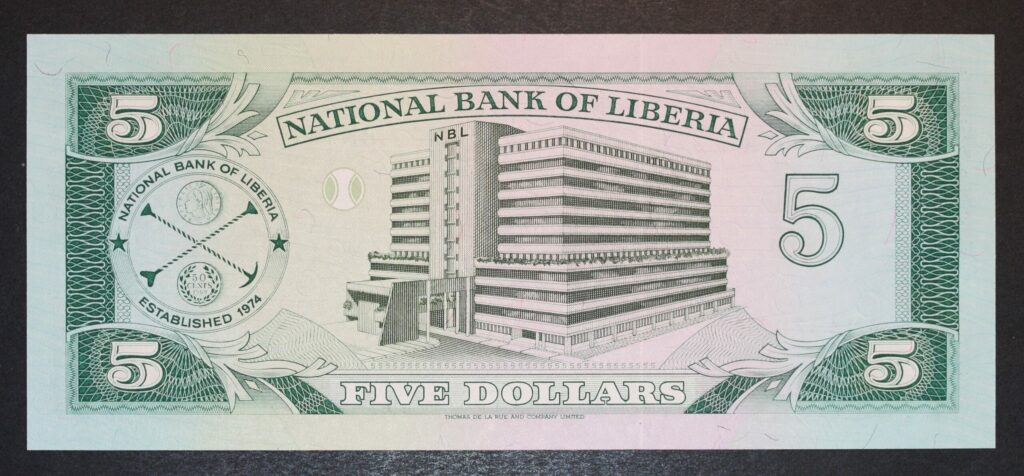 5
5
NATIONAL BANK OF LIBERIA
NBL
NATIONAL BANK OF LIBERIA
50
CENTS
ESTABLISHED 1974
5
5
5
FIVE DOLLARS
THOMAS DE LA RUE AND COMPANY LIMITED